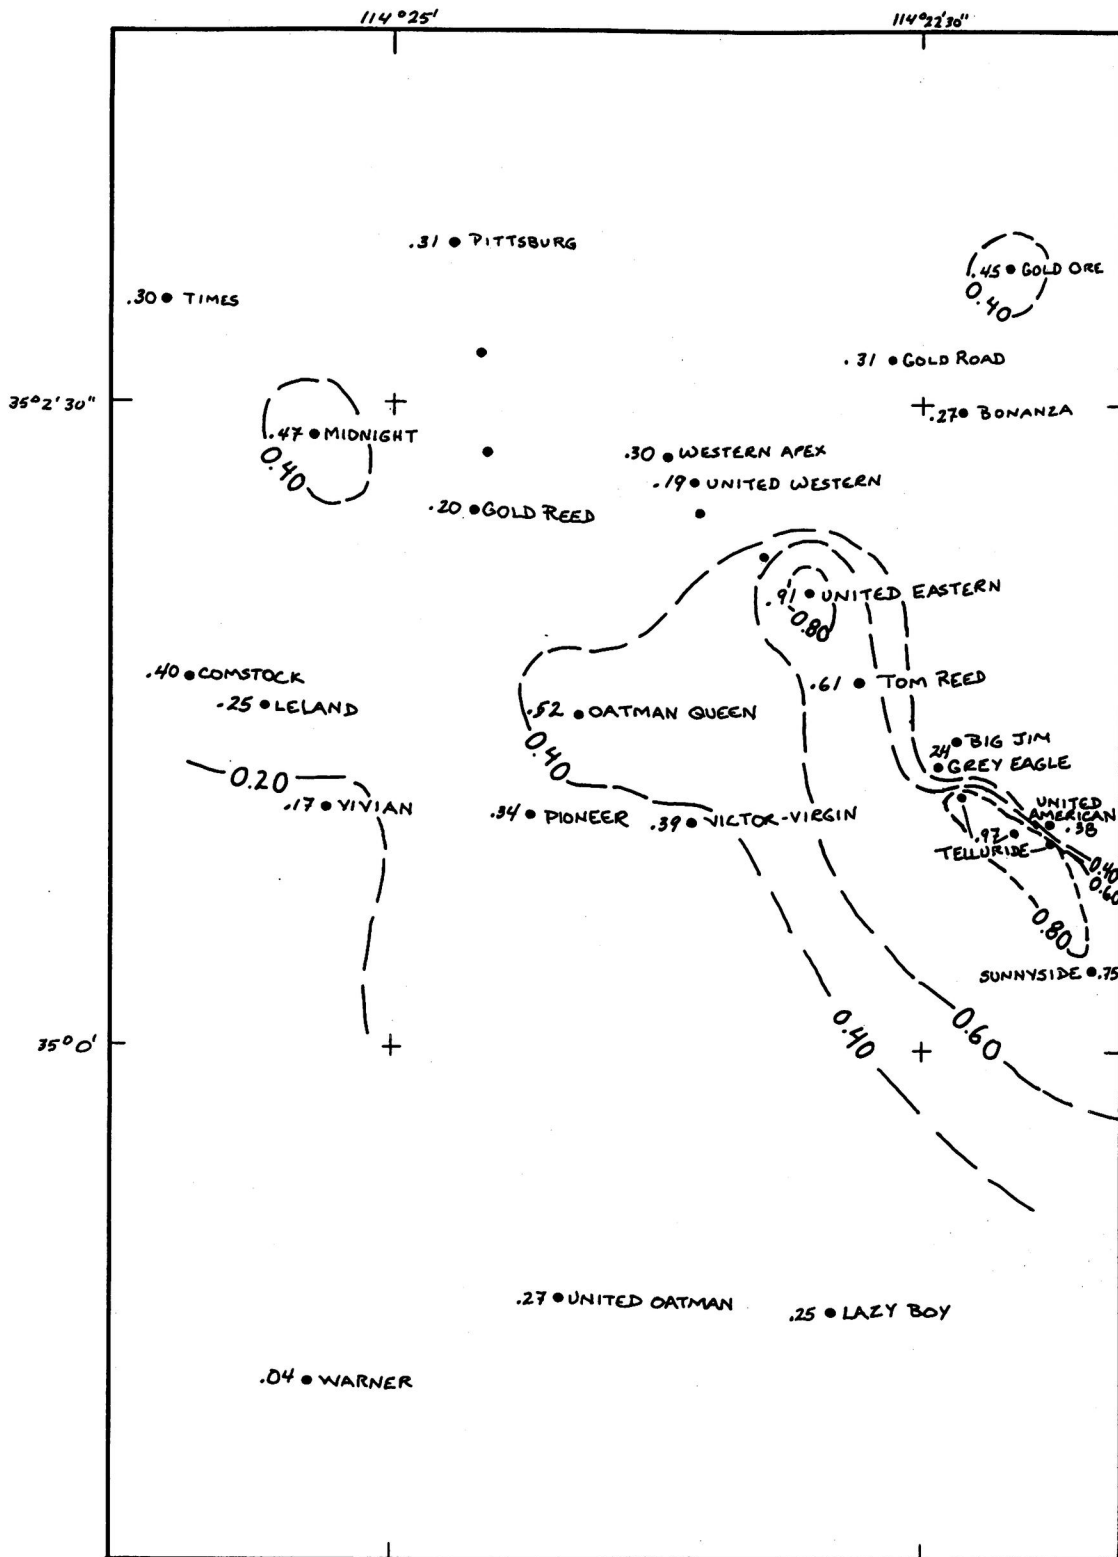 114°25'
114°22'30"
.31 PITTSBURG
.45 GOLD ORE
0.40
.30 TIMES
.31 GOLD ROAD
35°2'30"
.27 BONANZA
.47 MIDNIGHT
0.40
.30 WESTERN APEX
.19 UNITED WESTERN
.20 GOLD REED
.91 UNITED EASTERN
0.80
.40 COMSTOCK
.61 TOM REED
.25 LELAND
.52 OATMAN QUEEN
0.40
BIG JIM
.24
GREY EAGLE
0.20
.17 VIVIAN
.34 PIONEER
.39 VICTOR-VIRGIN
UNITED
AMERICAN
.38
TELLURIDE
0.40
0.60
0.80
SUNNYSIDE .75
0.40
0.60
35°0'
.27 UNITED OATMAN
.25 LAZY BOY
.04 WARNER